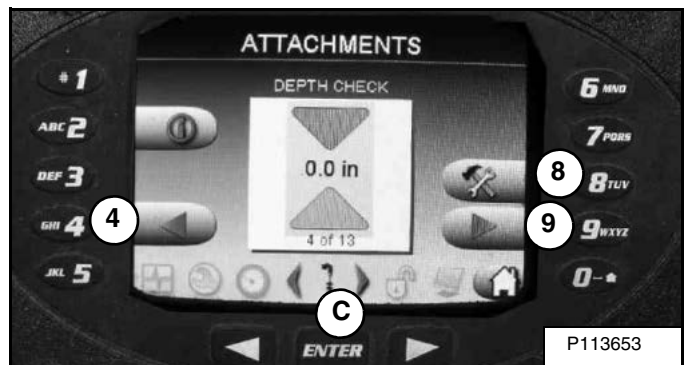 ATTACHMENTS
DEPTH CHECK
# 1
ABC 2
DEF 3
GHI 4
JKL 5
4
0.0 in
4 of 13
8
9
6 MNO
7 PQRS
8 TUV
9 WXYZ
0-
C
ENTER
P113653